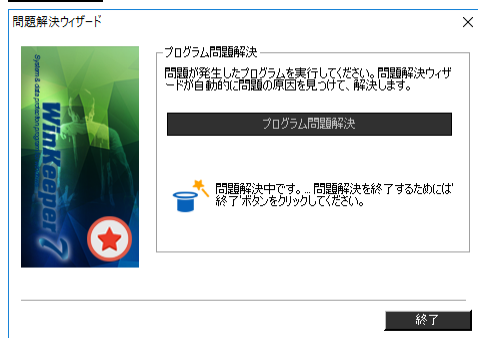 問題解決ウィザード
プログラム問題解決
問題が発生したプログラムを実行してください。問題解決ウィザ
ードが自動的に問題の原因を見つけて、解決します。
プログラム問題解決
問題解決中です。... 問題解決を終了するためには'
終了'ボタンをクリックしてください。
System & data protection program
WinKeeper 7
終了